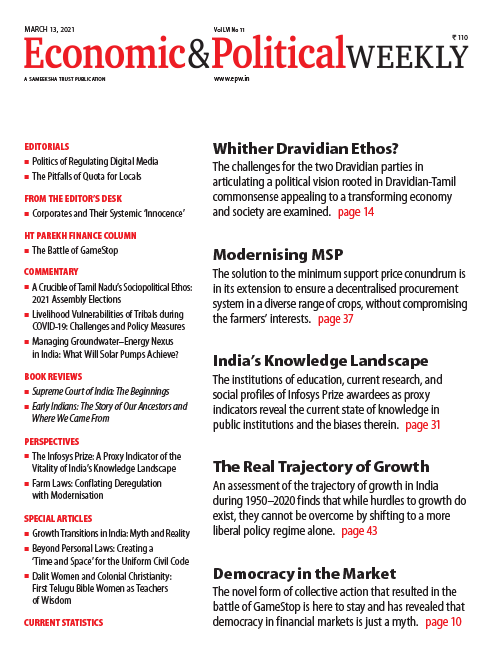 MARCH 13, 2021
Vol LVI No 11
₹ 110
Economic&PoliticalWEEKLY
A SAMEEKSHA TRUST PUBLICATION
www.epw.in
EDITORIALS
■ Politics of Regulating Digital Media
■ The Pitfalls of Quota for Locals
FROM THE EDITOR'S DESK
■ Corporates and Their Systemic ‘Innocence’
HT PAREKH FINANCE COLUMN
■ The Battle of GameStop
COMMENTARY
■ A Crucible of Tamil Nadu’s Sociopolitical Ethos:
2021 Assembly Elections
■ Livelihood Vulnerabilities of Tribals during
COVID-19: Challenges and Policy Measures
■ Managing Groundwater–Energy Nexus
in India: What Will Solar Pumps Achieve?
BOOK REVIEWS
■ Supreme Court of India: The Beginnings
■ Early Indians: The Story of Our Ancestors and
Where We Came From
PERSPECTIVES
■ The Infosys Prize: A Proxy Indicator of the
Vitality of India’s Knowledge Landscape
■ Farm Laws: Conflating Deregulation
with Modernisation
SPECIAL ARTICLES
■ Growth Transitions in India: Myth and Reality
■ Beyond Personal Laws: Creating a
‘Time and Space’ for the Uniform Civil Code
■ Dalit Women and Colonial Christianity:
First Telugu Bible Women as Teachers
of Wisdom
CURRENT STATISTICS
Whither Dravidian Ethos?
The challenges for the two Dravidian parties in
articulating a political vision rooted in Dravidian-Tamil
commonsense appealing to a transforming economy
and society are examined. page 14
Modernising MSP
The solution to the minimum support price conundrum is
in its extension to ensure a decentralised procurement
system in a diverse range of crops, without compromising
the farmers’ interests. page 37
India’s Knowledge Landscape
The institutions of education, current research, and
social profiles of Infosys Prize awardees as proxy
indicators reveal the current state of knowledge in
public institutions and the biases therein. page 31
The Real Trajectory of Growth
An assessment of the trajectory of growth in India
during 1950–2020 finds that while hurdles to growth do
exist, they cannot be overcome by shifting to a more
liberal policy regime alone. page 43
Democracy in the Market
The novel form of collective action that resulted in the
battle of GameStop is here to stay and has revealed that
democracy in financial markets is just a myth. page 10